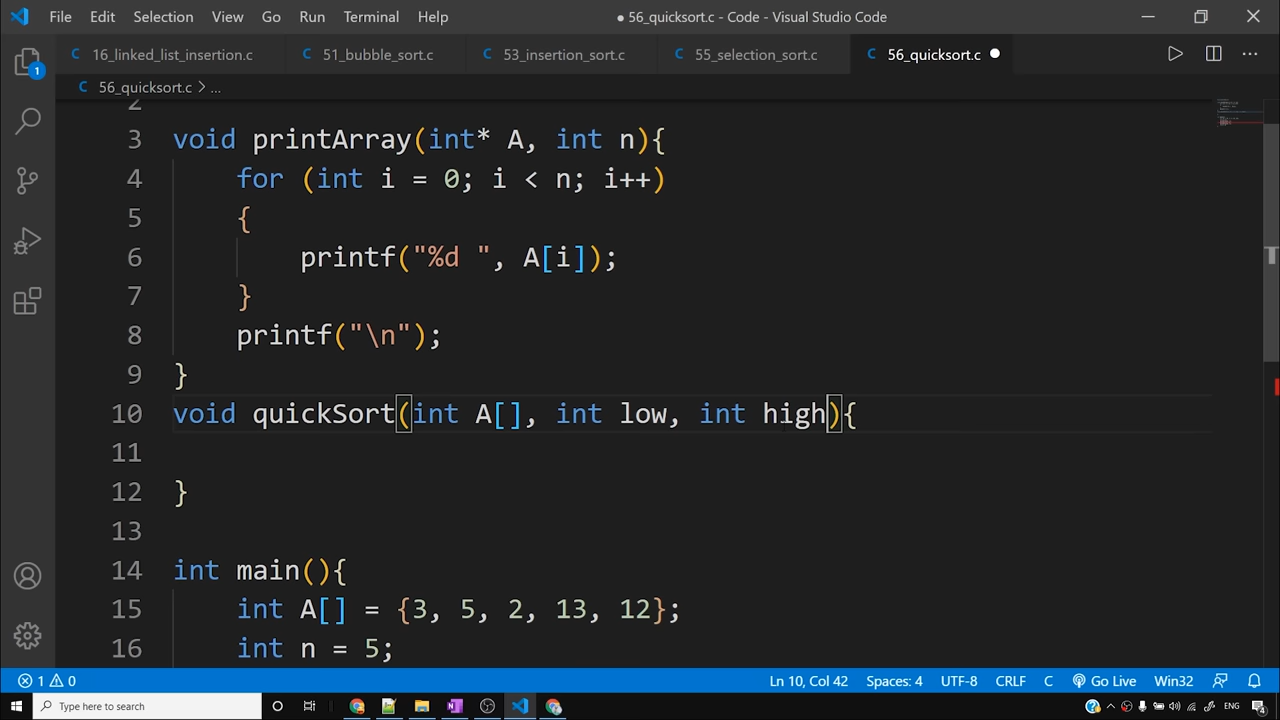 File Edit Selection View Go Run Terminal Help ● 56_quicksort.c - Code - Visual Studio Code
1 C 16_linked_list_insertion.c C 51_bubble_sort.c C 53_insertion_sort.c C 55_selection_sort.c C 56_quicksort.c ●
C 56_quicksort.c > ...
2
3 void printArray(int* A, int n){
4 for (int i = 0; i < n; i++)
5 {
6 printf("%d ", A[i]);
7 }
8 printf("\n");
9 }
10 void quickSort(int A[], int low, int high){
11
12 }
13
14 int main(){
15 int A[] = {3, 5, 2, 13, 12};
16 int n = 5;
1 0 Ln 10, Col 42 Spaces: 4 UTF-8 CRLF C Go Live Win32
Type here to search ENG